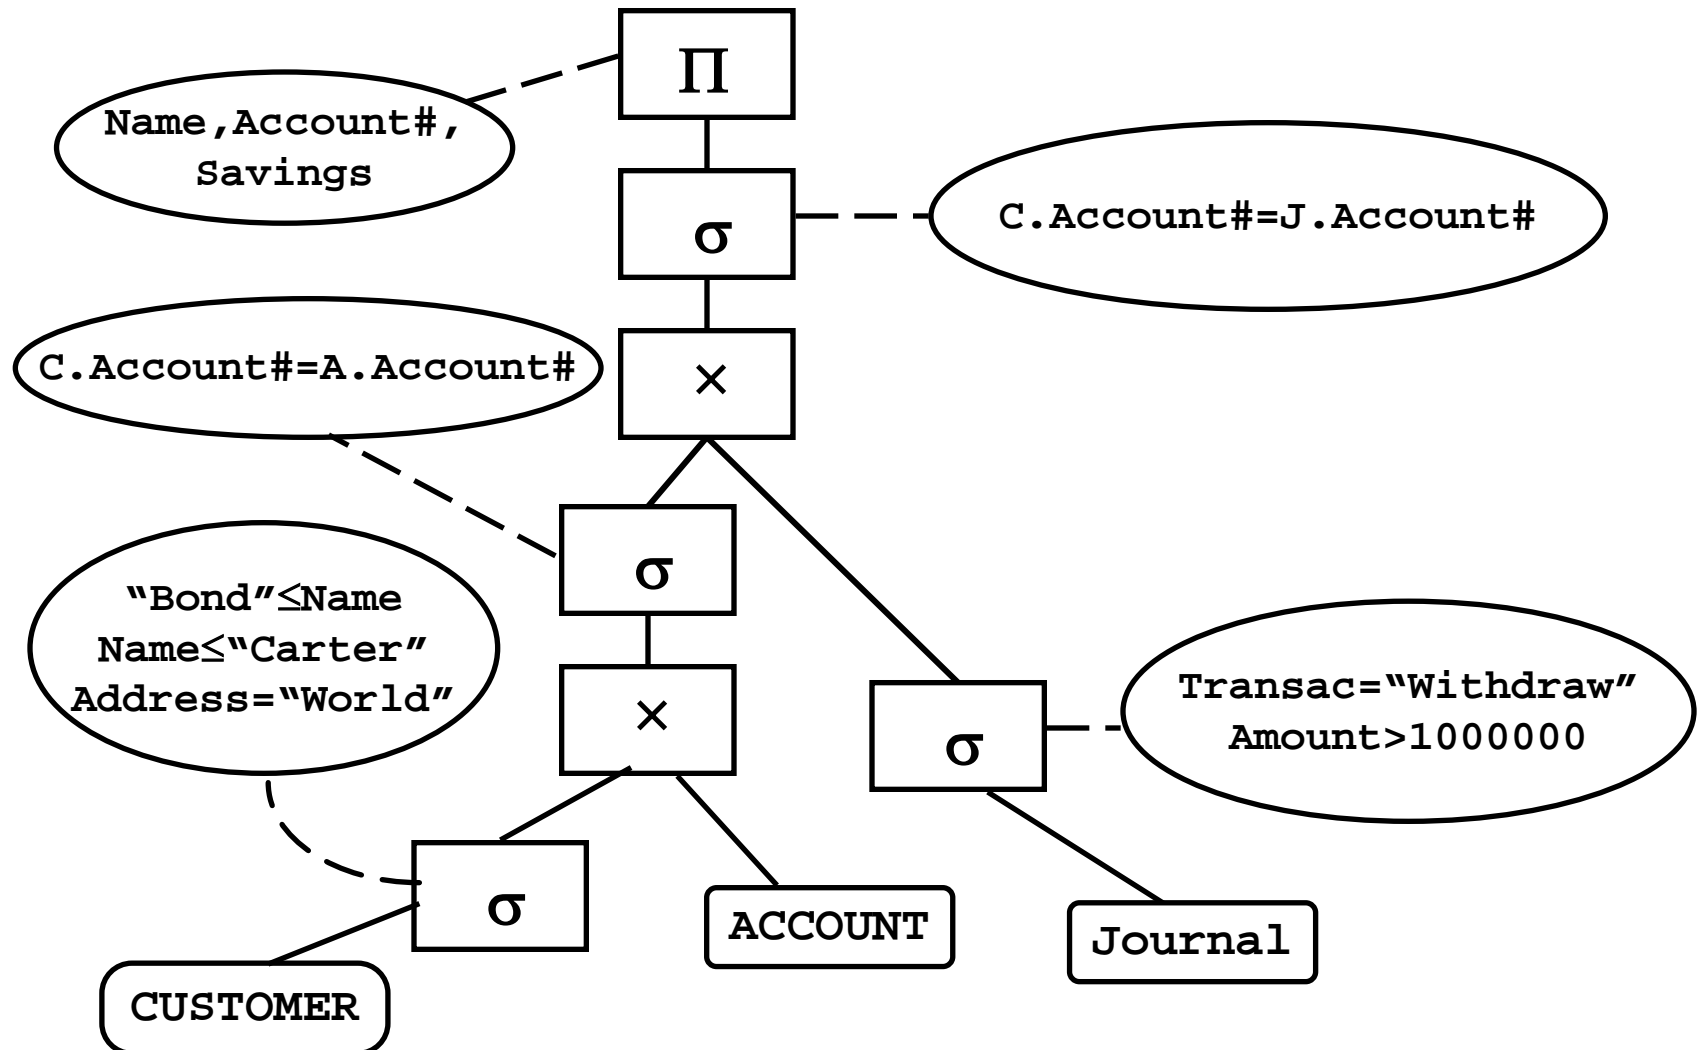 Π
Name,Account#,
Savings
σ
C.Account#=J.Account#
C.Account#=A.Account#
×
σ
“Bond”≤Name
Name≤“Carter”
Address=“World”
×
σ
Transac=“Withdraw”
Amount>1000000
σ
ACCOUNT
Journal
CUSTOMER